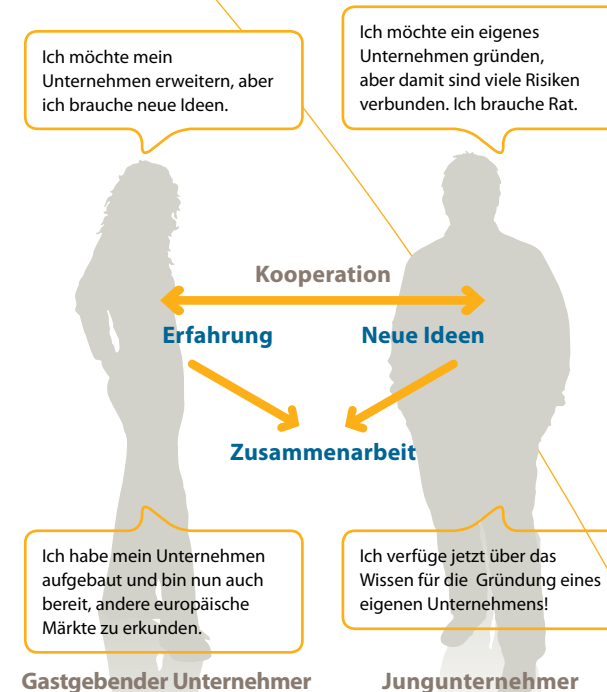 Ich möchte mein
Unternehmen erweitern, aber
ich brauche neue Ideen.
Ich möchte ein eigenes
Unternehmen gründen,
aber damit sind viele Risiken
verbunden. Ich brauche Rat.
Kooperation
Erfahrung
Neue Ideen
Zusammenarbeit
Ich habe mein Unternehmen
aufgebaut und bin nun auch
bereit, andere europäische
Märkte zu erkunden.
Ich verfüge jetzt über das
Wissen für die Gründung eines
eigenen Unternehmens!
Gastgebender Unternehmer
Jungunternehmer